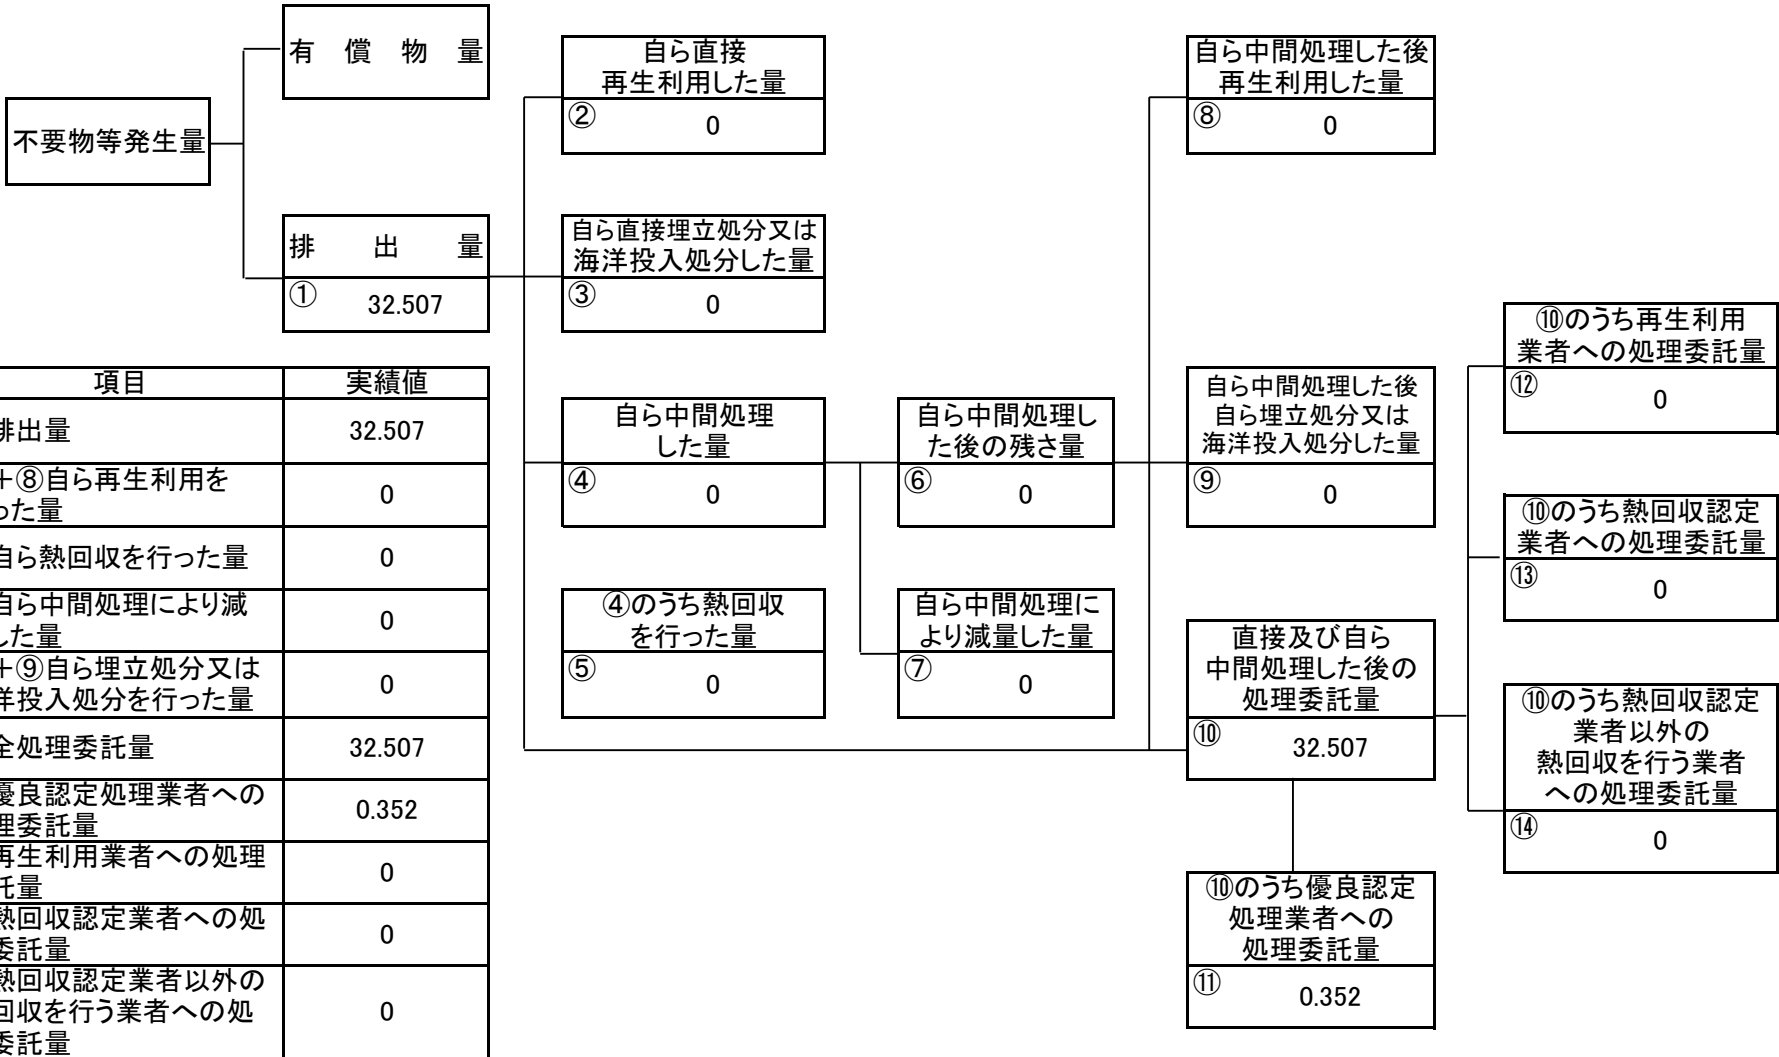 有償物量
不要物等発生量
排出量
① 32.507
自ら直接
再生利用した量
② 0
自ら直接埋立処分又は
海洋投入処分した量
③ 0
自ら中間処理
した量
④ 0
④のうち熱回収
を行った量
⑤ 0
自ら中間処理し
た後の残さ量
⑥ 0
自ら中間処理に
より減量した量
⑦ 0
自ら中間処理した後
再生利用した量
⑧ 0
自ら中間処理した後
自ら埋立処分又は
海洋投入処分した量
⑨ 0
直接及び自ら
中間処理した後の
処理委託量
⑩ 32.507
⑩のうち優良認定
処理業者への
処理委託量
⑪ 0.352
⑩のうち再生利用
業者への処理委託量
⑫ 0
⑩のうち熱回収認定
業者への処理委託量
⑬ 0
⑩のうち熱回収認定
業者以外の
熱回収を行う業者
への処理委託量
⑭ 0
項目 実績値
排出量 32.507
+⑧自ら再生利用を
った量 0
自ら熱回収を行った量 0
自ら中間処理により減
した量 0
+⑨自ら埋立処分又は
洋投入処分を行った量 0
全処理委託量 32.507
優良認定処理業者への
理委託量 0.352
再生利用業者への処理
託量 0
熱回収認定業者への処
委託量 0
熱回収認定業者以外の
回収を行う業者への処
委託量 0